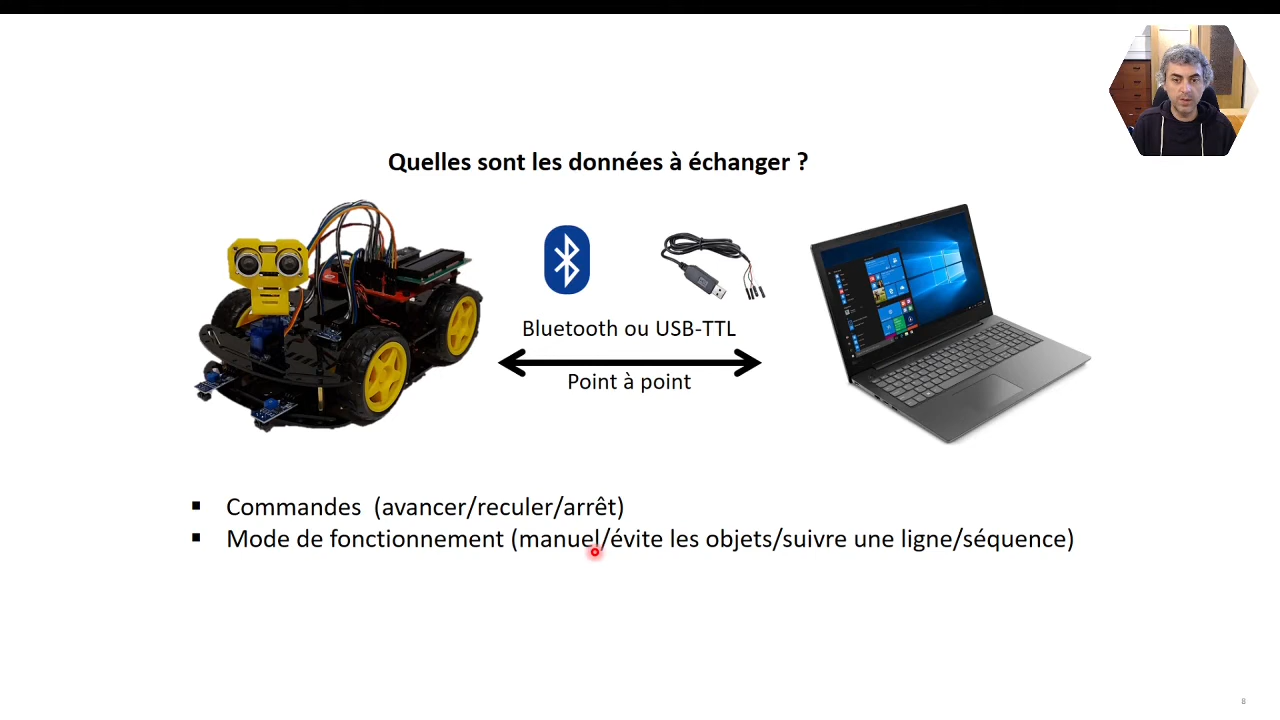 Quelles sont les données à échanger ?
Bluetooth ou USB-TTL
Point à point
▪ Commandes (avancer/reculer/arrêt)
▪ Mode de fonctionnement (manuel/évite les objets/suivre une ligne/séquence)
8